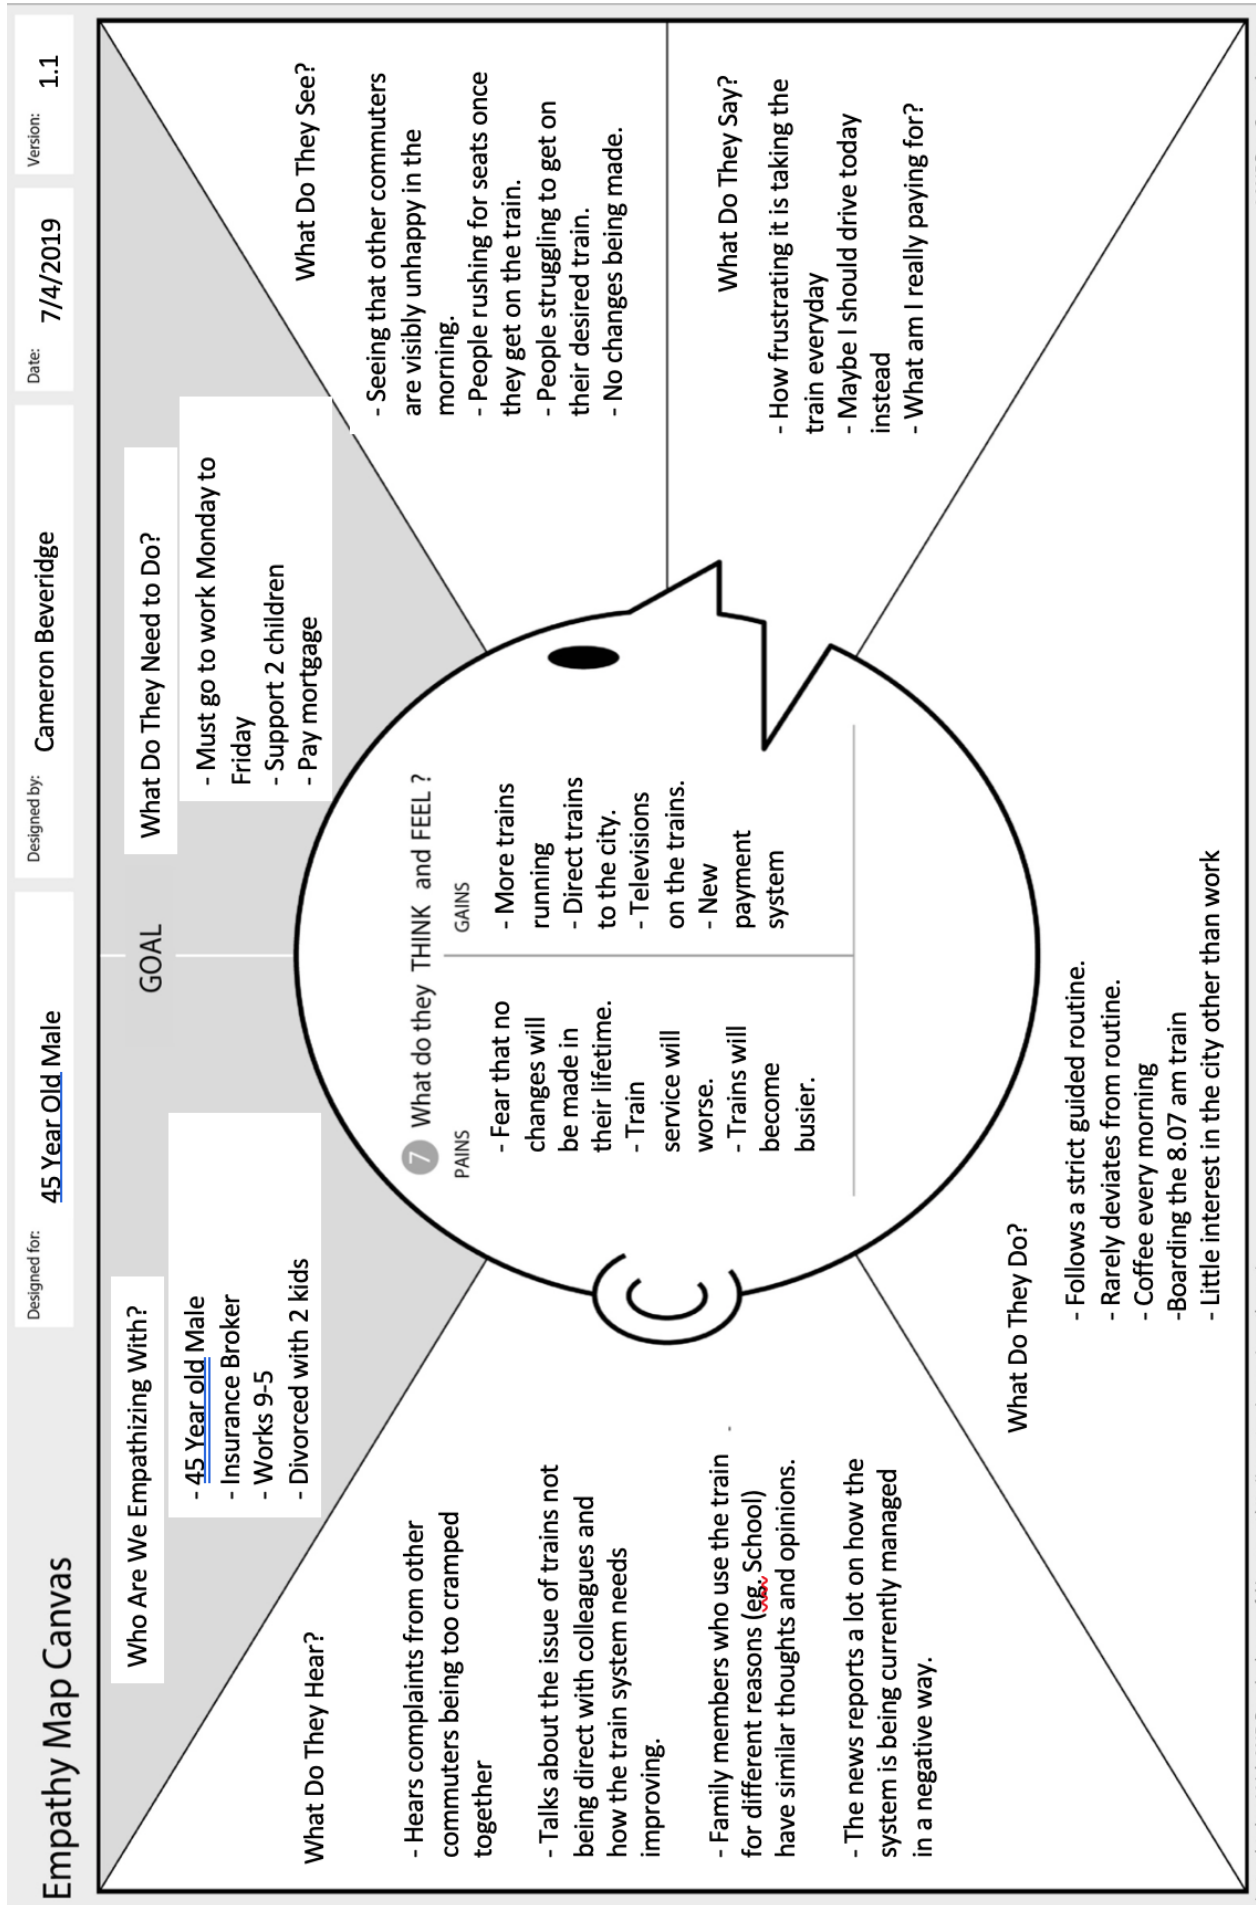 Empathy Map Canvas
Designed for:
45 Year Old Male
Designed by:
Cameron Beveridge
Date:
7/4/2019
Version:
1.1
Who Are We Empathizing With?
- 45 Year old Male
- Insurance Broker
- Works 9-5
- Divorced with 2 kids
GOAL
What Do They Need to Do?
- Must go to work Monday to
Friday
- Support 2 children
- Pay mortgage
What Do They See?
- Seeing that other commuters
are visibly unhappy in the
morning.
- People rushing for seats once
they get on the train.
- People struggling to get on
their desired train.
- No changes being made.
What Do They Say?
- How frustrating it is taking the
train everyday
- Maybe I should drive today
instead
- What am I really paying for?
What Do They Do?
- Follows a strict guided routine.
- Rarely deviates from routine.
- Coffee every morning
-Boarding the 8.07 am train
- Little interest in the city other than work
What Do They Hear?
- Hears complaints from other
commuters being too cramped
together
- Talks about the issue of trains not
being direct with colleagues and
how the train system needs
improving.
- Family members who use the train
for different reasons (eg. School)
have similar thoughts and opinions.
- The news reports a lot on how the
system is being currently managed
in a negative way.
7 What do they THINK and FEEL ?
PAINS
- Fear that no
changes will
be made in
their lifetime.
- Train
service will
worse.
- Trains will
become
busier.
GAINS
- More trains
running
- Direct trains
to the city.
- Televisions
on the trains.
- New
payment
system